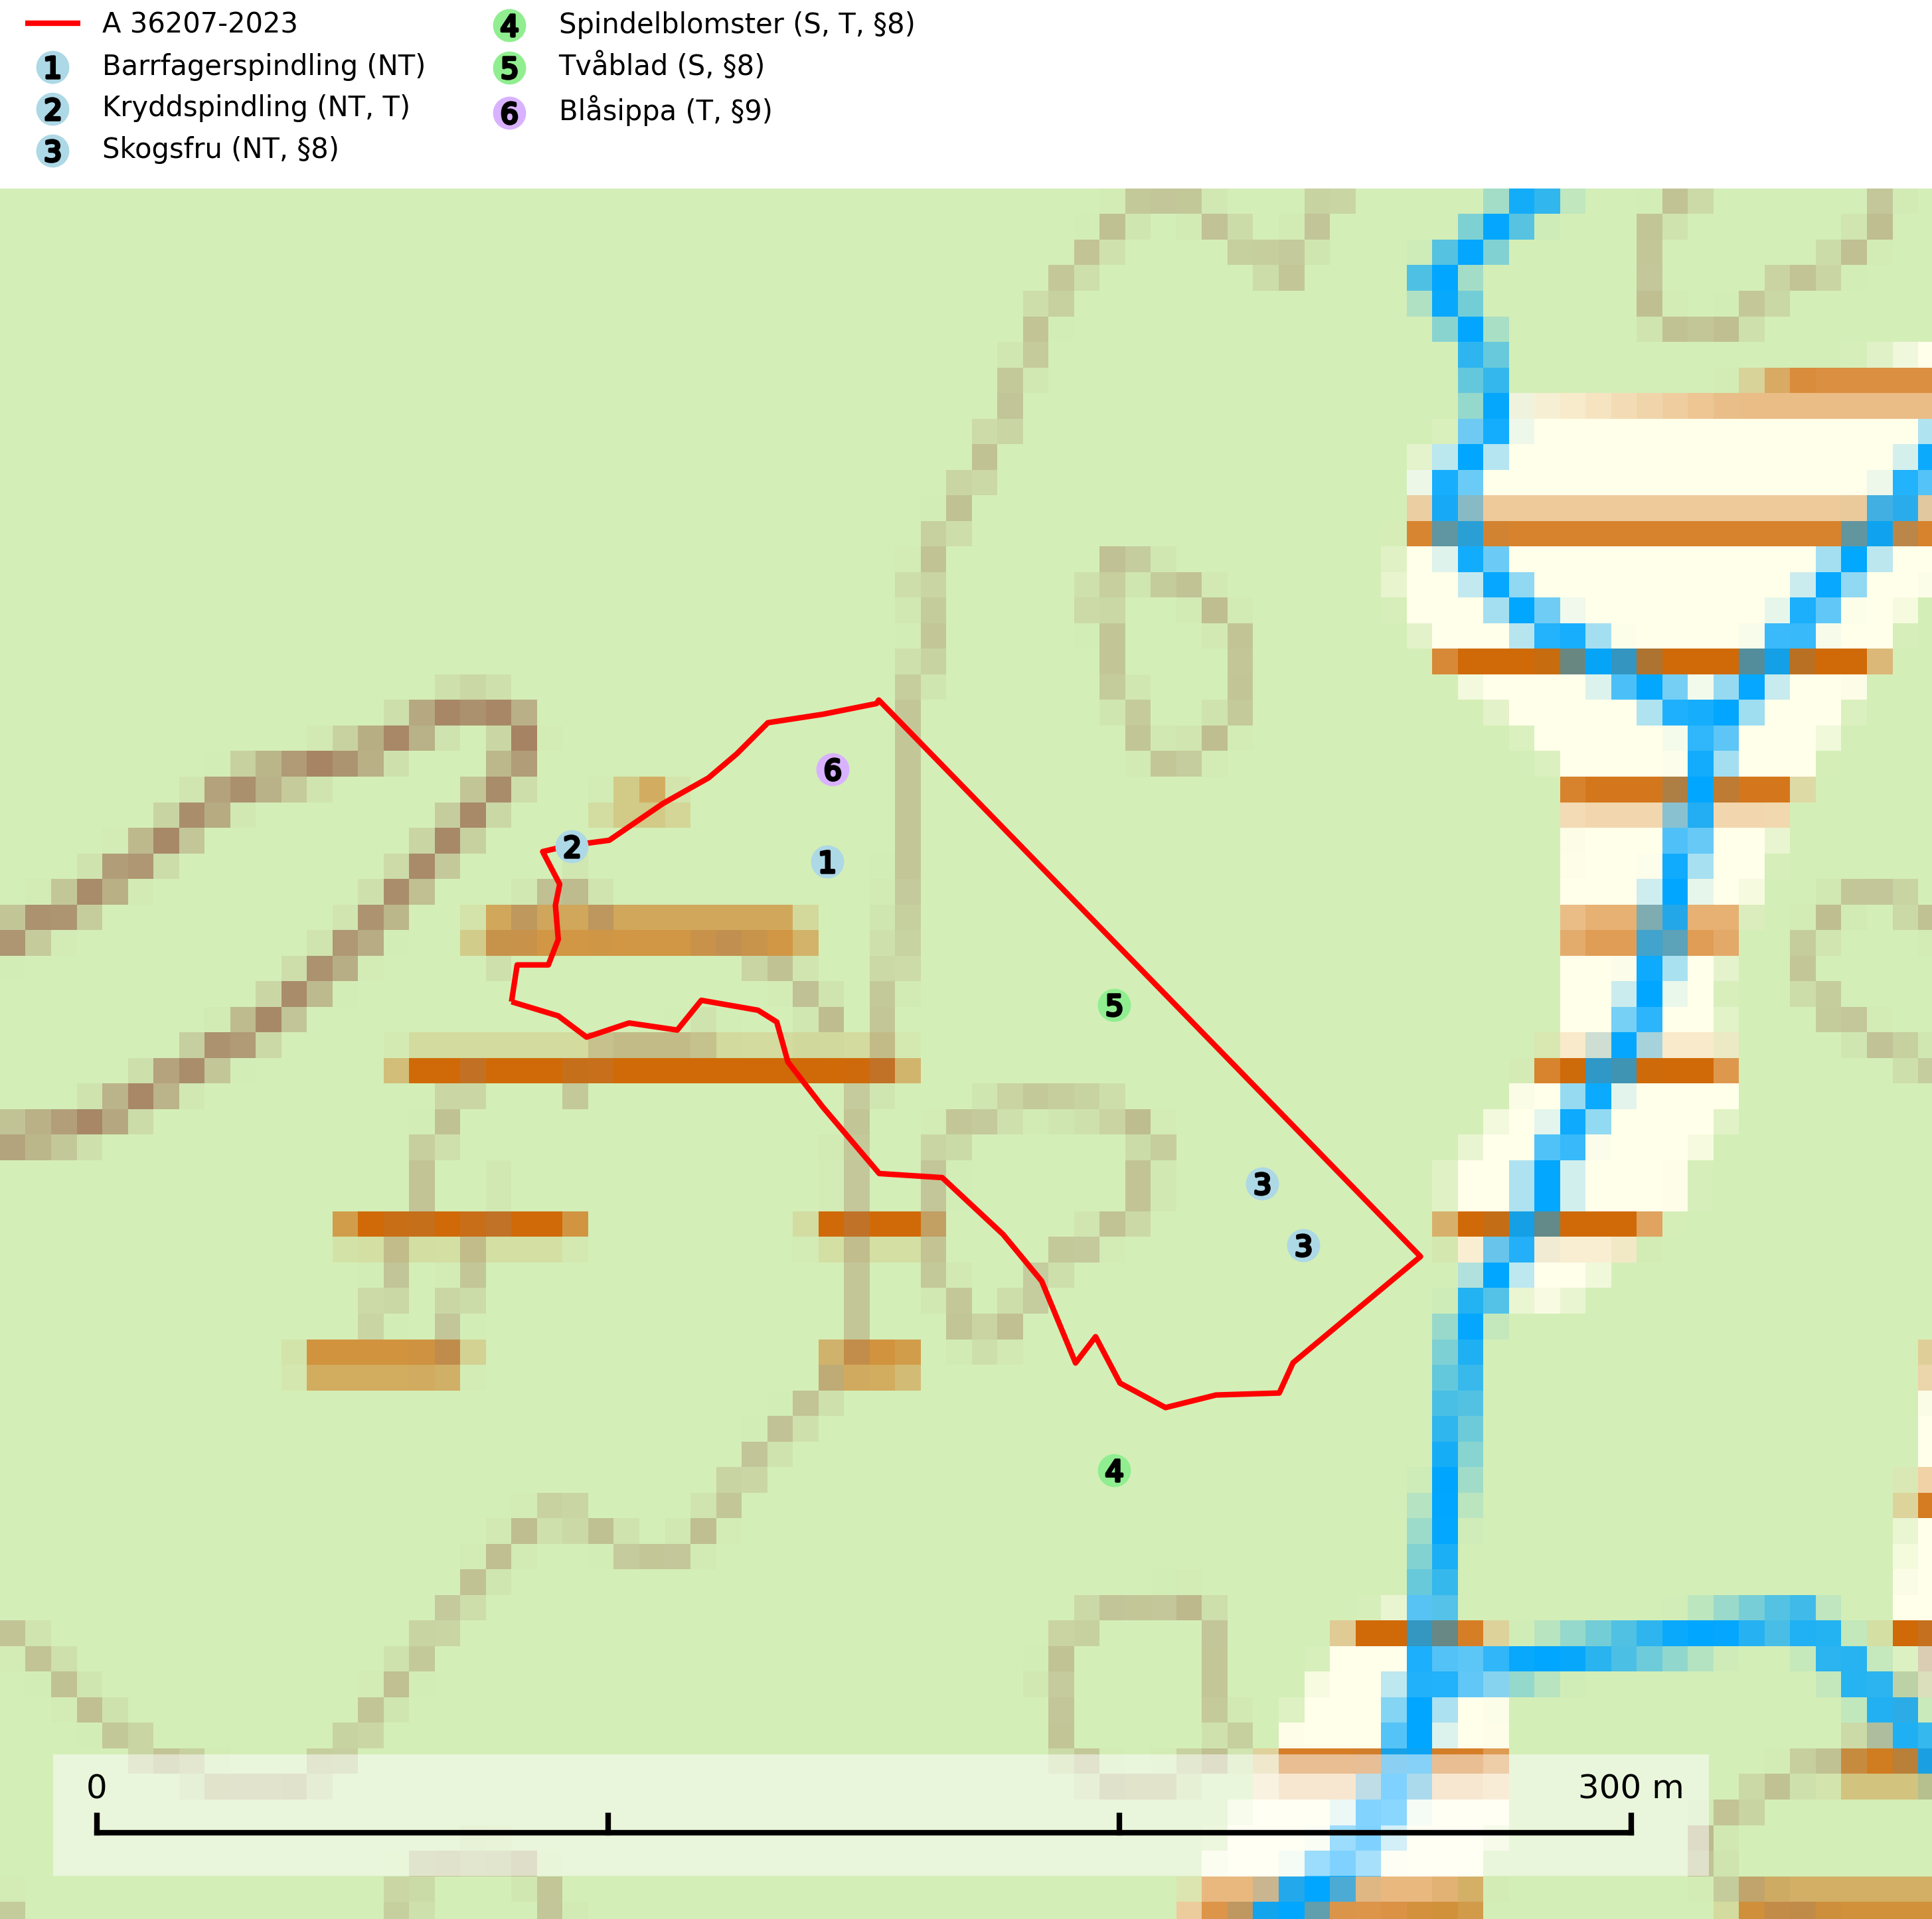 A 36207-2023
1 Barrfagerspindling (NT)
2 Kryddspindling (NT, T)
3 Skogsfru (NT, §8)
4 Spindelblomster (S, T, §8)
5 Tvåblad (S, §8)
6 Blåsippa (T, §9)
6
2
1
5
3
3
4
0 300 m